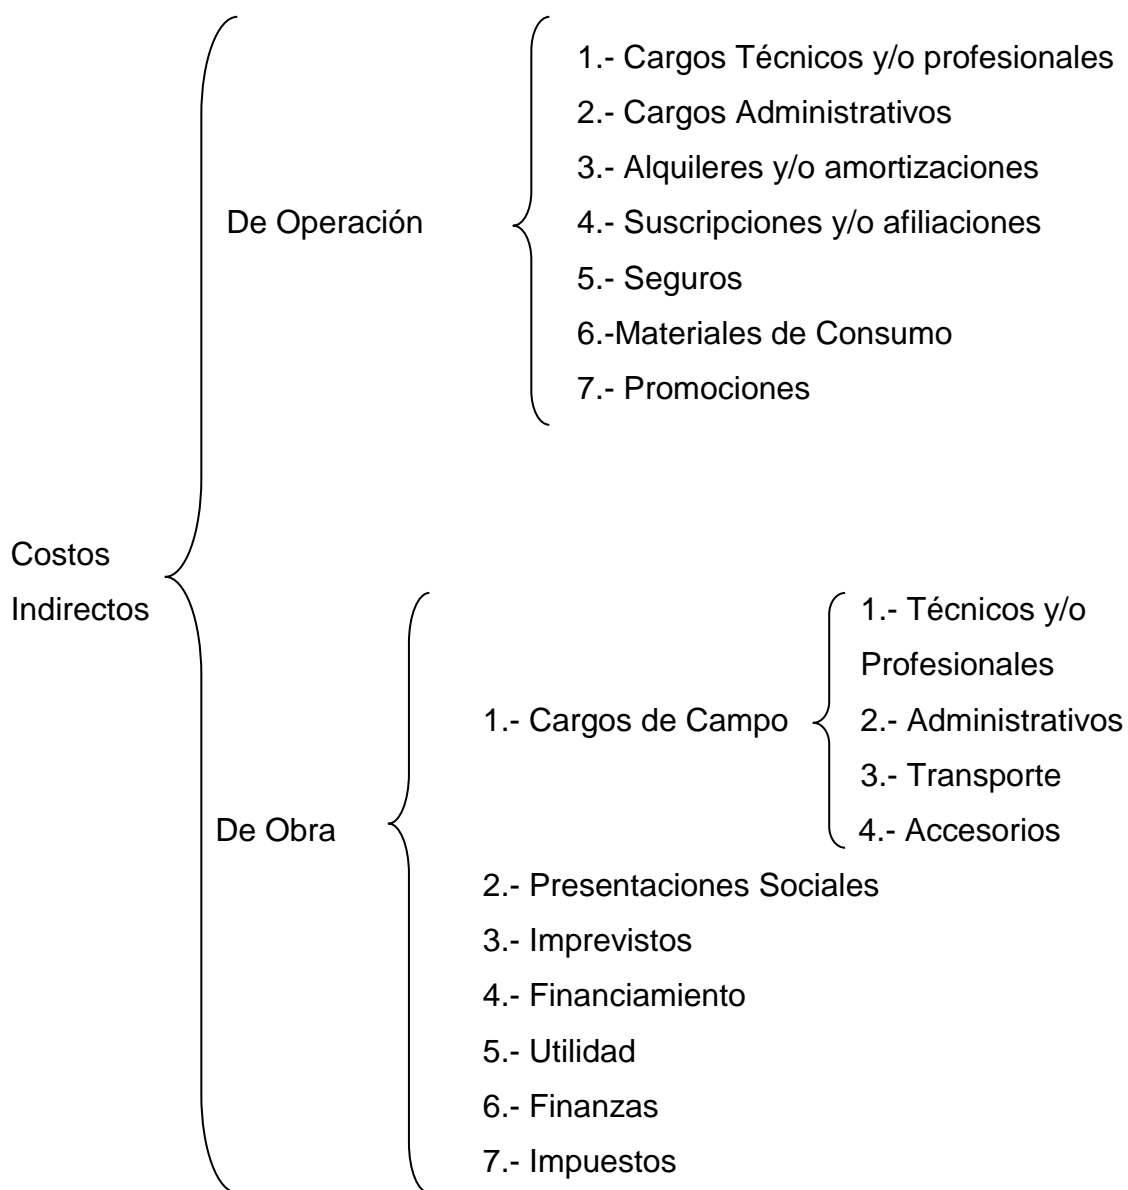 1.- Cargos Técnicos y/o profesionales
2.- Cargos Administrativos
3.- Alquileres y/o amortizaciones
De Operación
4.- Suscripciones y/o afiliaciones
5.- Seguros
6.-Materiales de Consumo
7.- Promociones
Costos
Indirectos
1.- Técnicos y/o
Profesionales
1.- Cargos de Campo
2.- Administrativos
3.- Transporte
De Obra
4.- Accesorios
2.- Presentaciones Sociales
3.- Imprevistos
4.- Financiamiento
5.- Utilidad
6.- Finanzas
7.- Impuestos